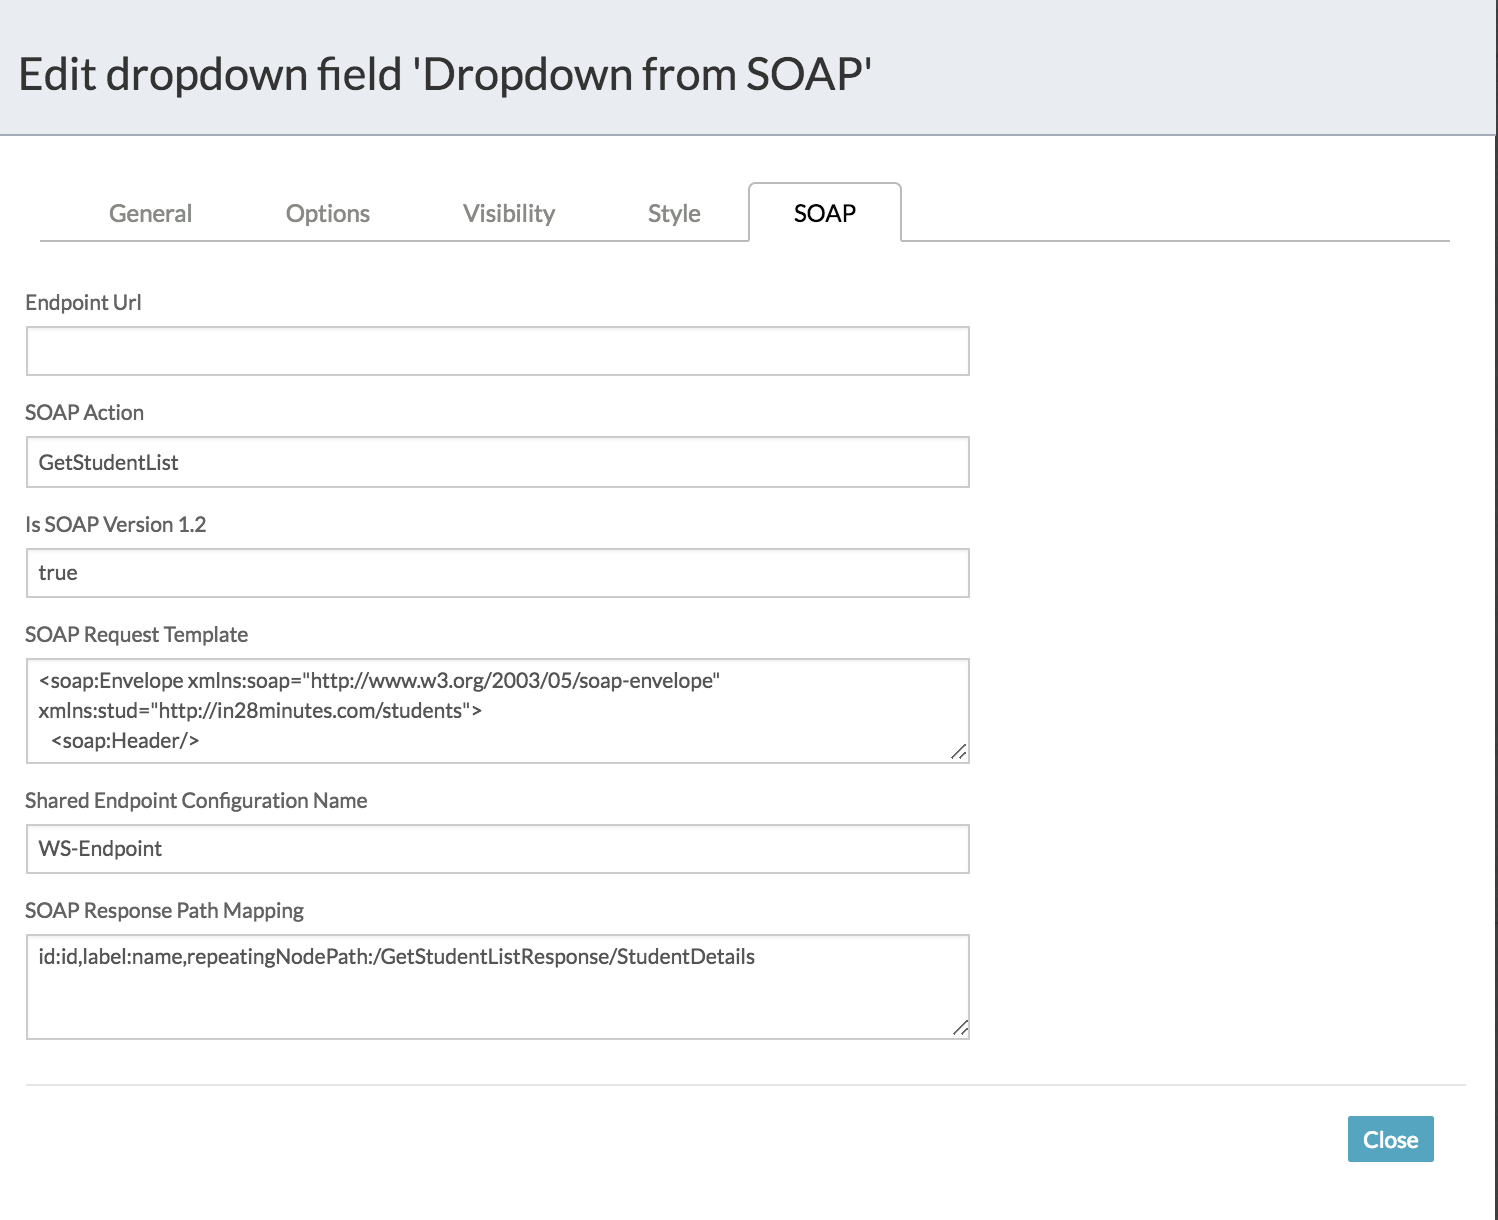 Edit dropdown field 'Dropdown from SOAP'
General Options Visibility Style SOAP
Endpoint Url
SOAP Action
GetStudentList
Is SOAP Version 1.2
true
SOAP Request Template
<soap:Envelope xmlns:soap="http://www.w3.org/2003/05/soap-envelope"
xmlns:stud="http://in28minutes.com/students">
<soap:Header/>
Shared Endpoint Configuration Name
WS-Endpoint
SOAP Response Path Mapping
id:id,label:name,repeatingNodePath:/GetStudentListResponse/StudentDetails
Close